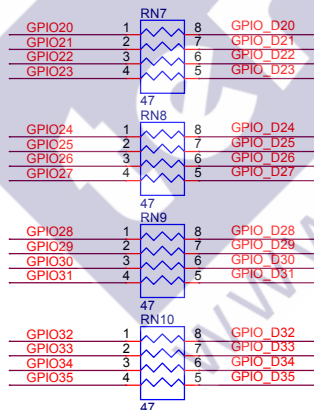 RN7
GPIO20 1 8 GPIO_D20
GPIO21 2 7 GPIO_D21
GPIO22 3 6 GPIO_D22
GPIO23 4 5 GPIO_D23
47
RN8
GPIO24 1 8 GPIO_D24
GPIO25 2 7 GPIO_D25
GPIO26 3 6 GPIO_D26
GPIO27 4 5 GPIO_D27
47
RN9
GPIO28 1 8 GPIO_D28
GPIO29 2 7 GPIO_D29
GPIO30 3 6 GPIO_D30
GPIO31 4 5 GPIO_D31
47
RN10
GPIO32 1 8 GPIO_D32
GPIO33 2 7 GPIO_D33
GPIO34 3 6 GPIO_D34
GPIO35 4 5 GPIO_D35
47